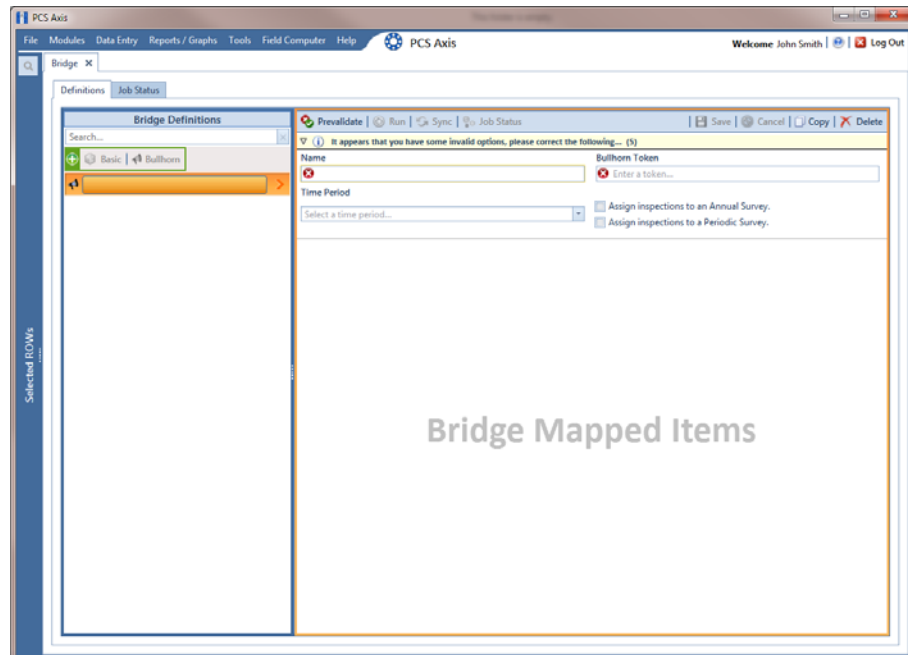 PCS Axis
File Modules Data Entry Reports / Graphs Tools Field Computer Help PCS Axis Welcome John Smith | | Log Out
Bridge
Definitions Job Status
Bridge Definitions
Search...
Basic | Bullhorn
Prevalidate | Run | Sync | Job Status | Save | Cancel | Copy | Delete
It appears that you have some invalid options, please correct the following... (5)
Name Bullhorn Token
Enter a token...
Time Period
Select a time period... Assign inspections to an Annual Survey.
Assign inspections to a Periodic Survey.
Selected ROWs
Bridge Mapped Items